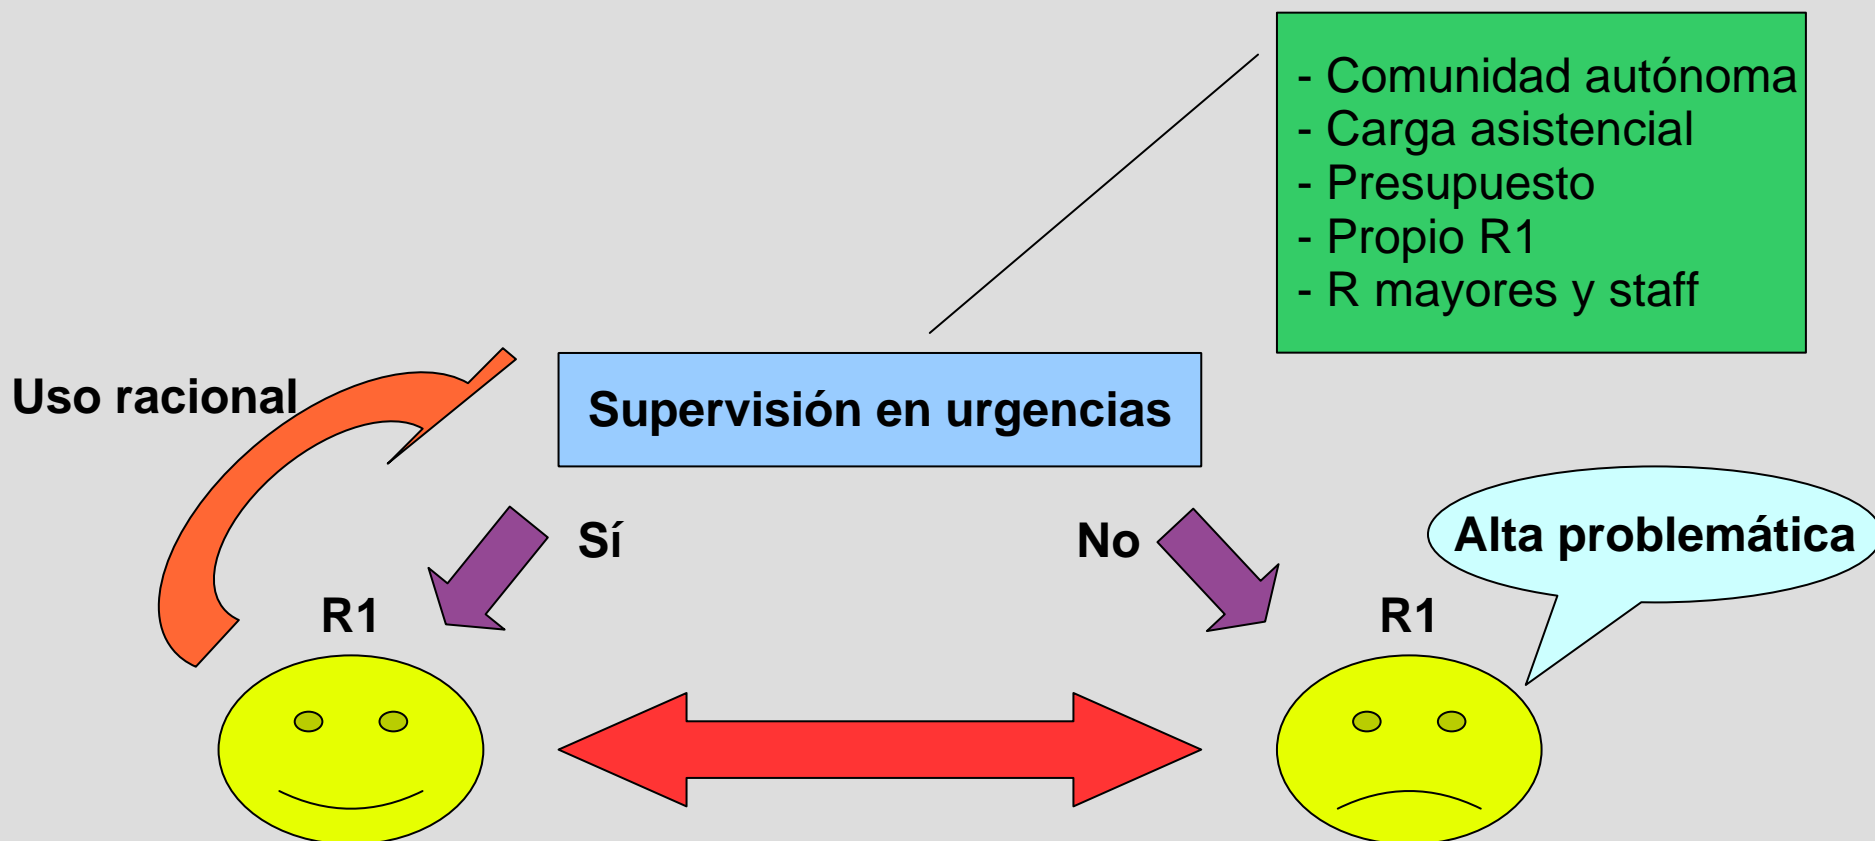 - Comunidad autónoma
- Carga asistencial
- Presupuesto
- Propio R1
- R mayores y staff
Uso racional
Supervisión en urgencias
Sí
No
Alta problemática
R1
R1